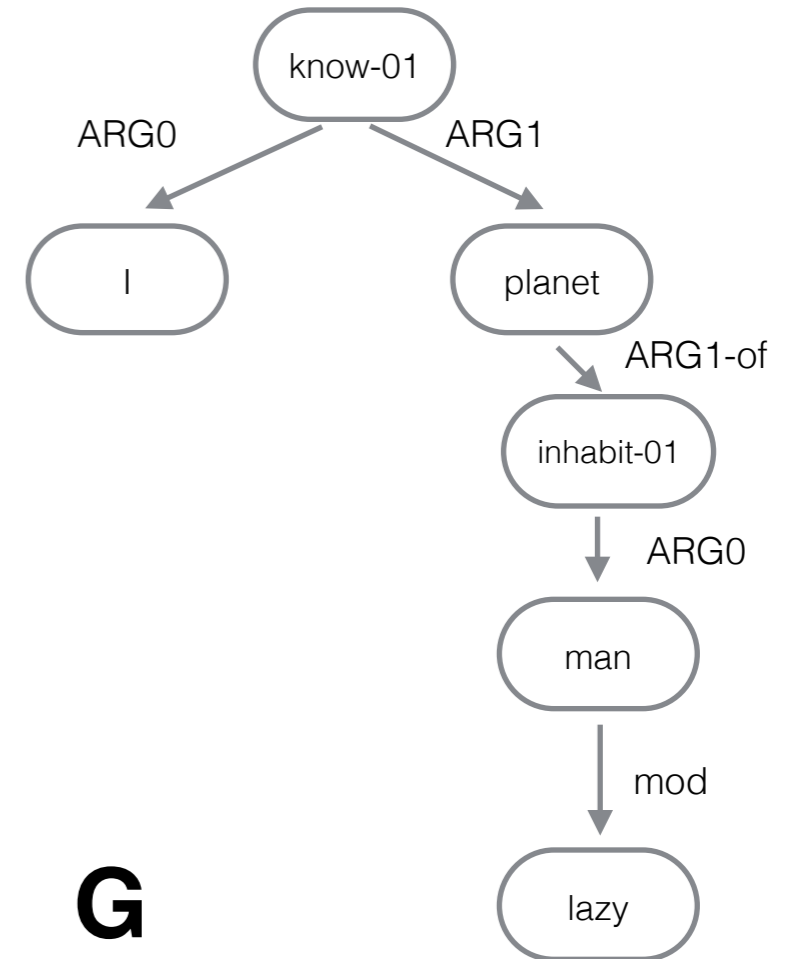 know-01
ARG0
ARG1
I
planet
ARG1-of
inhabit-01
ARG0
man
mod
lazy
G